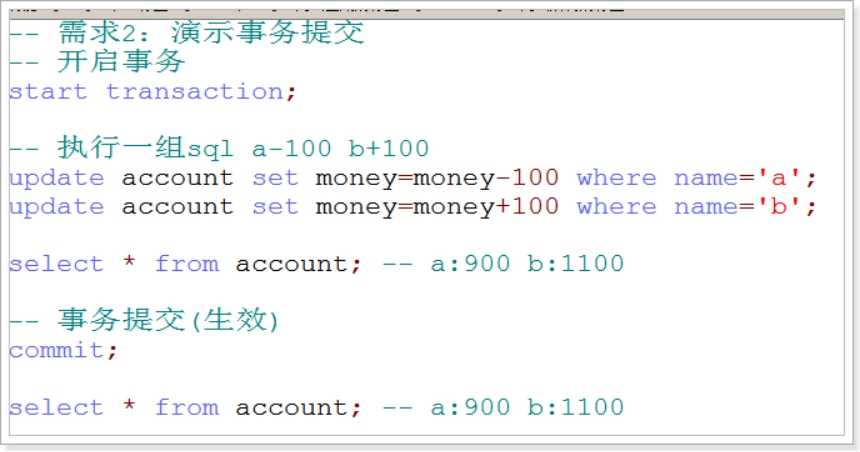 -- 需求2: 演示事务提交
-- 开启事务
start transaction;
-- 执行一组sql a-100 b+100
update account set money=money-100 where name='a';
update account set money=money+100 where name='b';
select * from account; -- a:900 b:1100
-- 事务提交(生效)
commit;
select * from account; -- a:900 b:1100